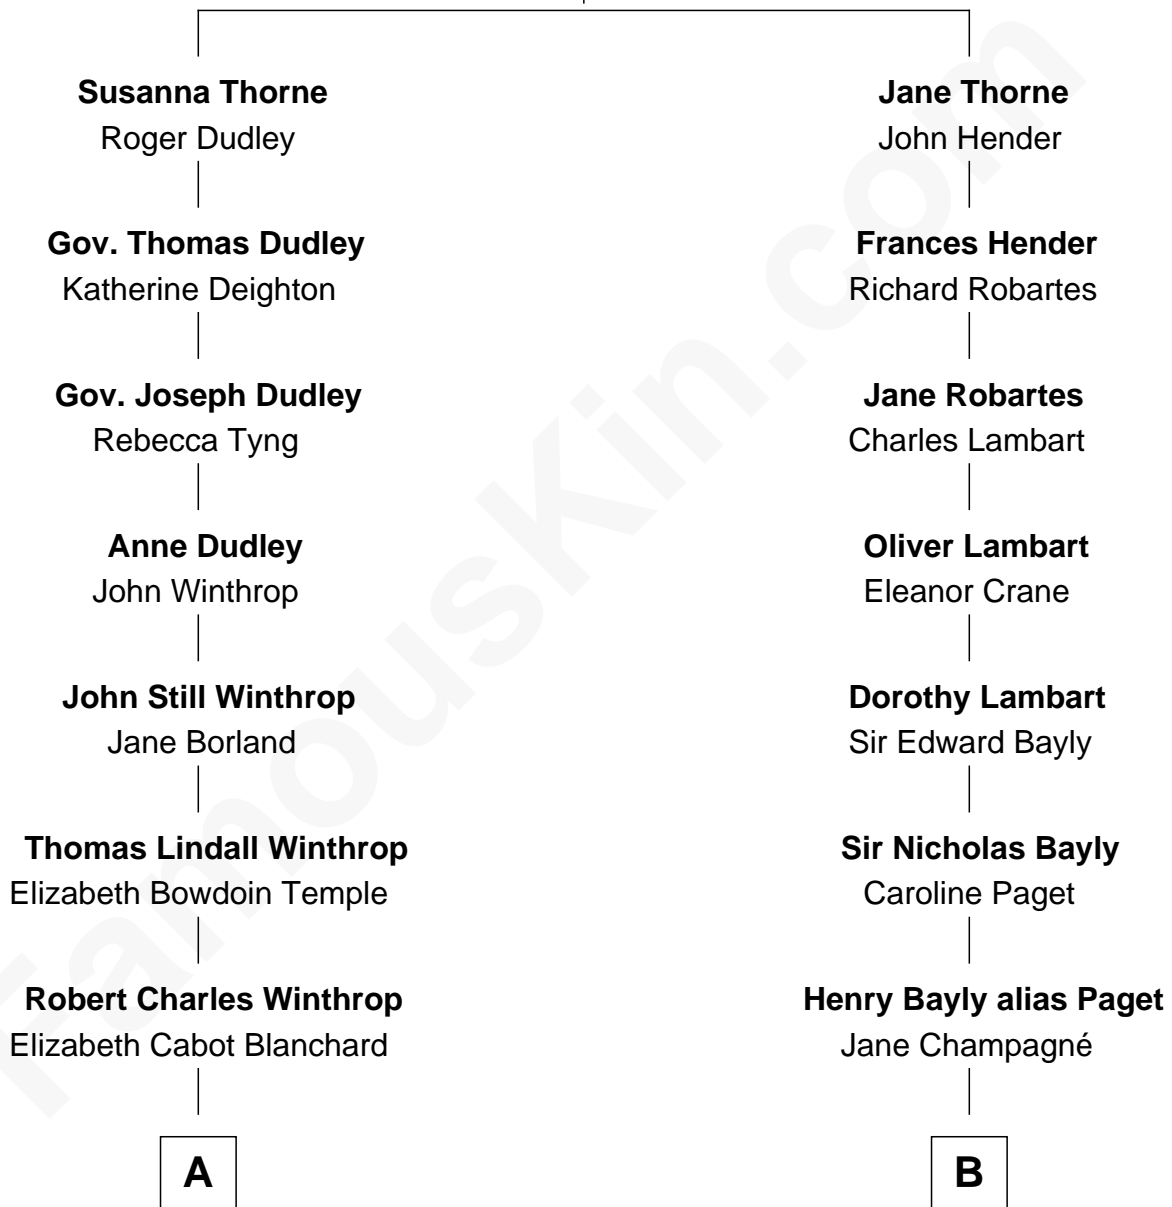 Susanna Thorne
Roger Dudley
Jane Thorne
John Hender
Gov. Thomas Dudley
Katherine Deighton
Frances Hender
Richard Robartes
Gov. Joseph Dudley
Rebecca Tyng
Jane Robartes
Charles Lambart
Anne Dudley
John Winthrop
Oliver Lambart
Eleanor Crane
John Still Winthrop
Jane Borland
Dorothy Lambart
Sir Edward Bayly
Thomas Lindall Winthrop
Elizabeth Bowdoin Temple
Sir Nicholas Bayly
Caroline Paget
Robert Charles Winthrop
Elizabeth Cabot Blanchard
Henry Bayly alias Paget
Jane Champagné
A
B
FamousKin.com